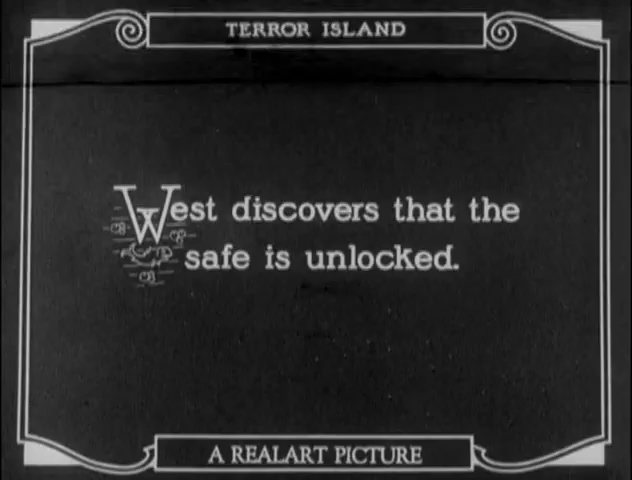 TERROR ISLAND
West discovers that the
safe is unlocked.
A REALART PICTURE